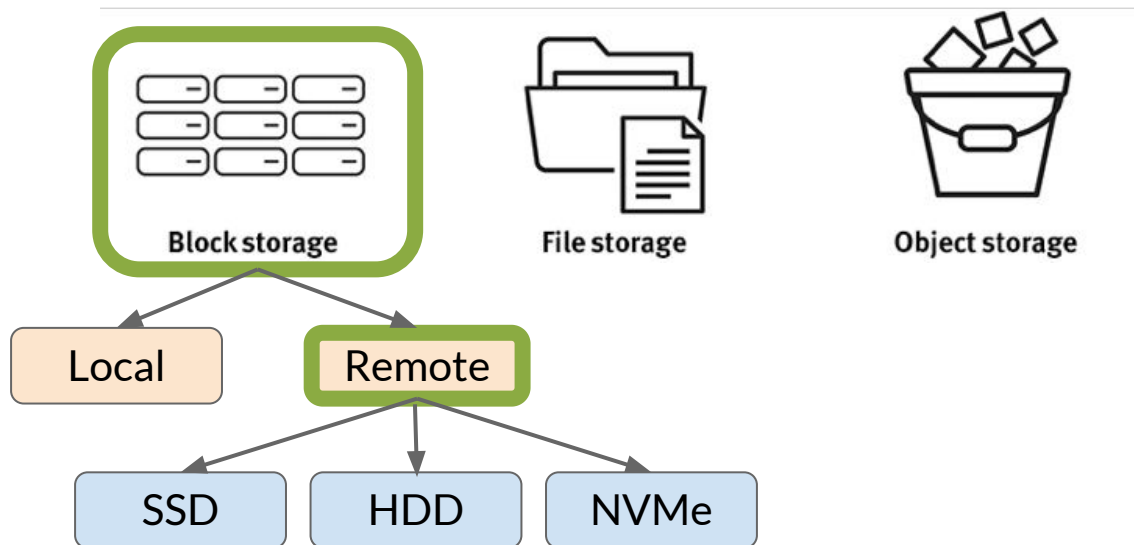 Block storage
File storage
Object storage
Local
Remote
SSD
HDD
NVMe